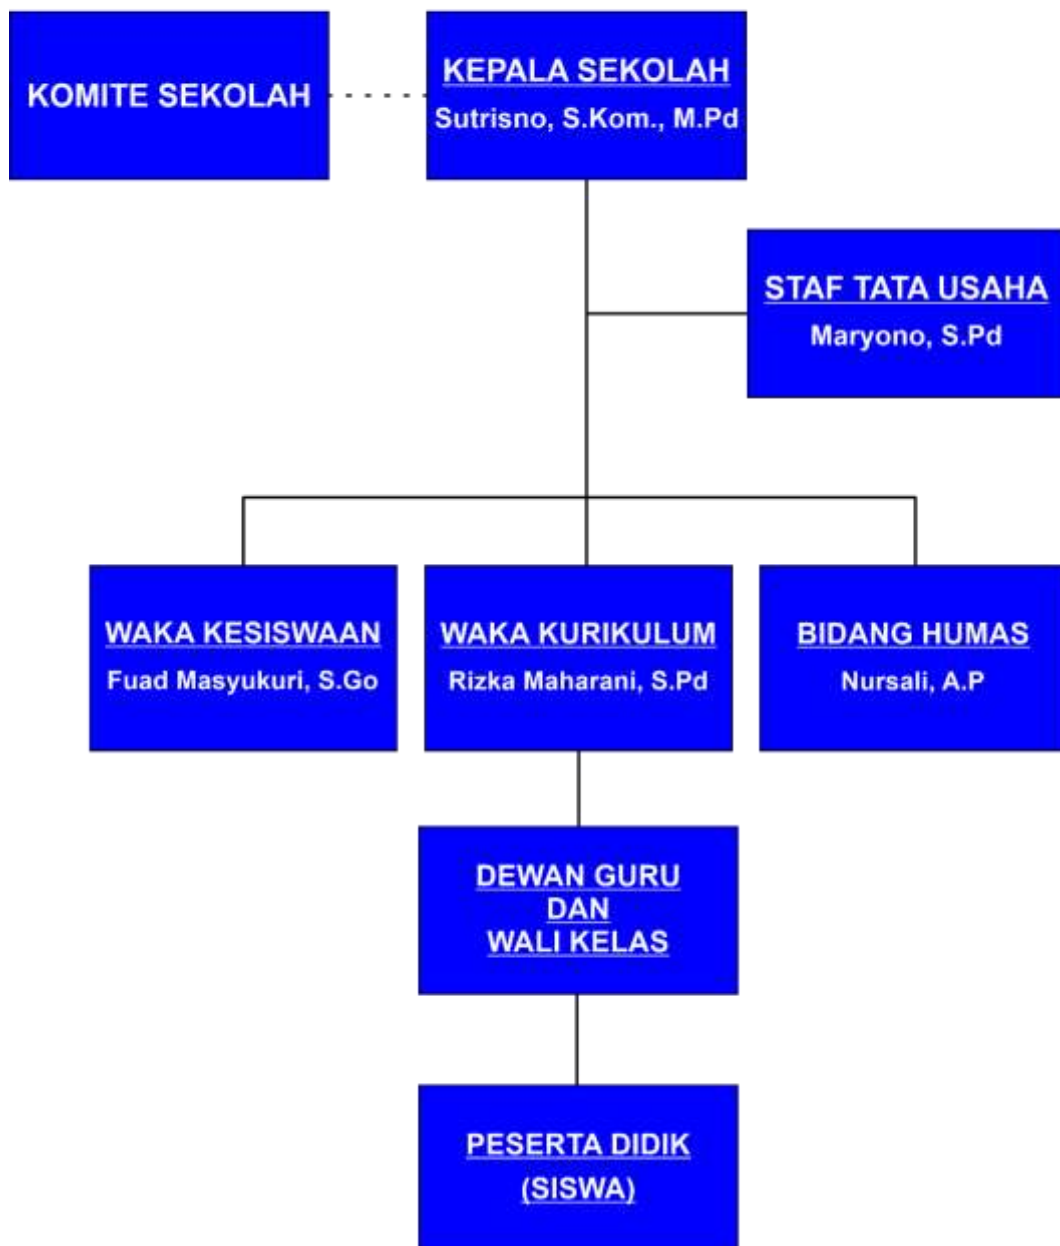 KOMITE SEKOLAH
KEPALA SEKOLAH
Sutrisno, S.Kom., M.Pd
STAF TATA USAHA
Maryono, S.Pd
WAKA KESISWAAN
Fuad Masyukuri, S.Go
WAKA KURIKULUM
Rizka Maharani, S.Pd
BIDANG HUMAS
Nursali, A.P
DEWAN GURU
DAN
WALI KELAS
PESERTA DIDIK
(SISWA)